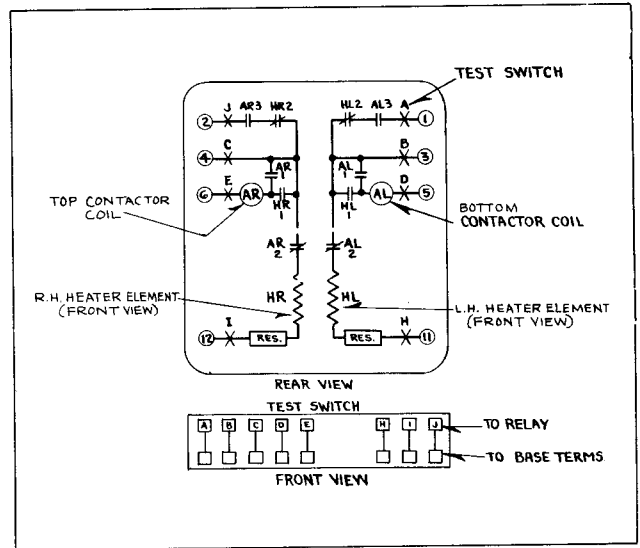 TEST SWITCH
J AR3 HR2 HL2 AL3 A
2 1
C B
4 3
AR 1 AL 1
E D
6 AR HR 1 HL 1 AL 5
TOP CONTACTOR COIL
BOTTOM CONTACTOR COIL
AR 2 AL 2
HR HL
R.H. HEATER ELEMENT
(FRONT VIEW)
L.H. HEATER ELEMENT
(FRONT VIEW)
I H
12 RES. RES. 11
REAR VIEW
TEST SWITCH
A B C D E H I J
TO RELAY
TO BASE TERMS.
FRONT VIEW